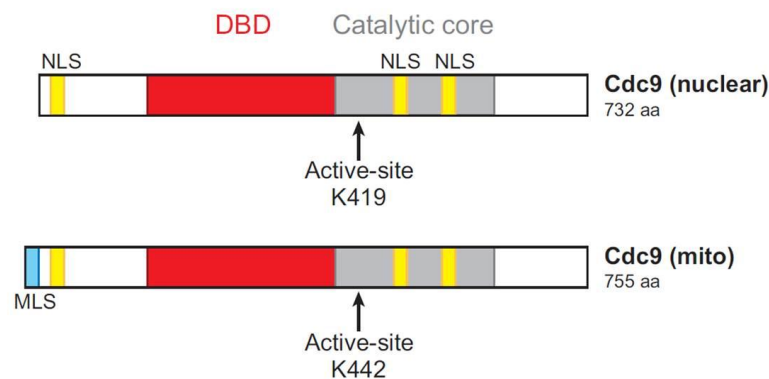 DBD Catalytic core
NLS NLS NLS
Cdc9 (nuclear)
732 aa
Active-site
K419
Cdc9 (mito)
755 aa
MLS
Active-site
K442